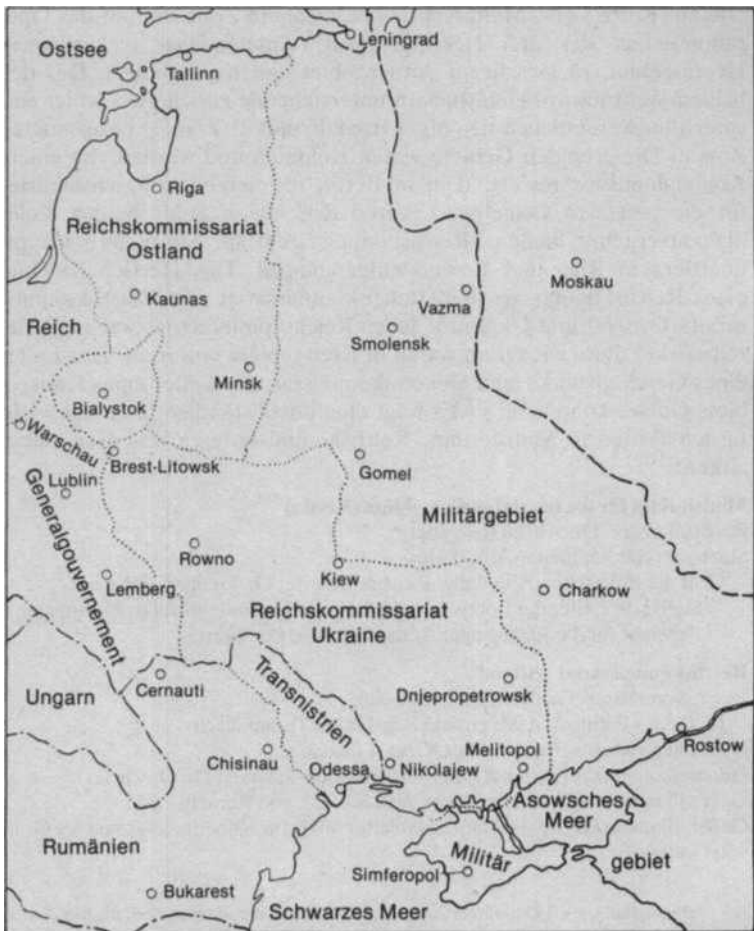 Leningrad
Ostsee
Tallinn
Riga
Reichskommissariat
Ostland
Moskau
Kaunas
Vazma
Reich
Smolensk
Minsk
Bialystok
Warschau
Brest-Litowsk
Gomel
Lublin
Generalgouvernement
Militärgebiet
Rowno
Kiew
Lemberg
Charkow
Reichskommissariat
Ukraine
Transnistrien
Ungarn
Cernauti
Dnjepropetrowsk
Rostow
Chisinau
Melitopol
Odessa
Nikolajew
Asowsches
Meer
Rumänien
Militär
gebiet
Simferopol
Bukarest
Schwarzes Meer